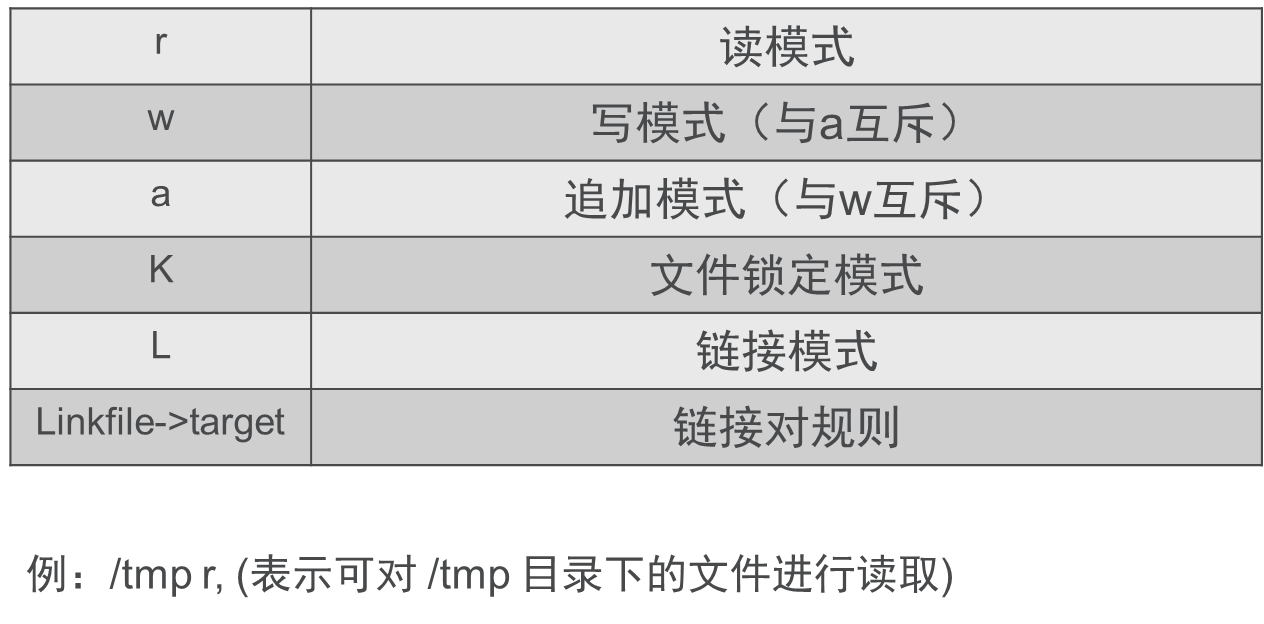 r 读模式
w 写模式（与a互斥）
a 追加模式（与w互斥）
K 文件锁定模式
L 链接模式
Linkfile->target 链接对规则
例：/tmp r, (表示可对 /tmp 目录下的文件进行读取)